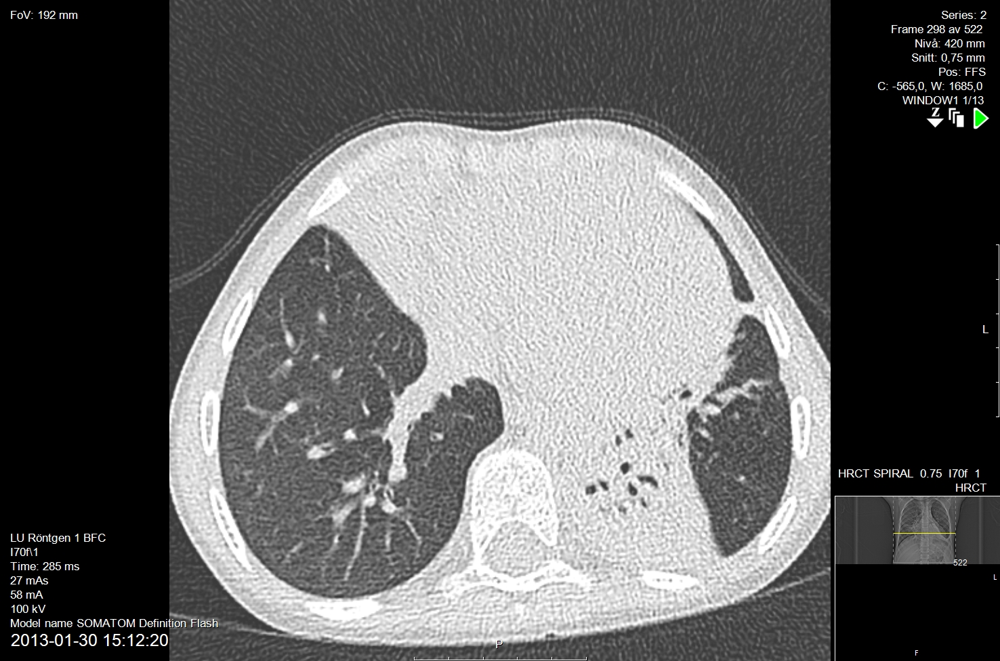 FoV: 192 mm
Series: 2
Frame 298 av 522
Nivå: 420 mm
Snitt: 0,75 mm
Pos: FFS
C: -565,0, W: 1685,0
WINDOW1 1/13
Z
L
HRCT SPIRAL 0.75 I70f 1
HRCT
522
L
F
LU Röntgen 1 BFC
I70f\1
Time: 285 ms
27 mAs
58 mA
100 kV
Model name SOMATOM Definition Flash
2013-01-30 15:12:20
P